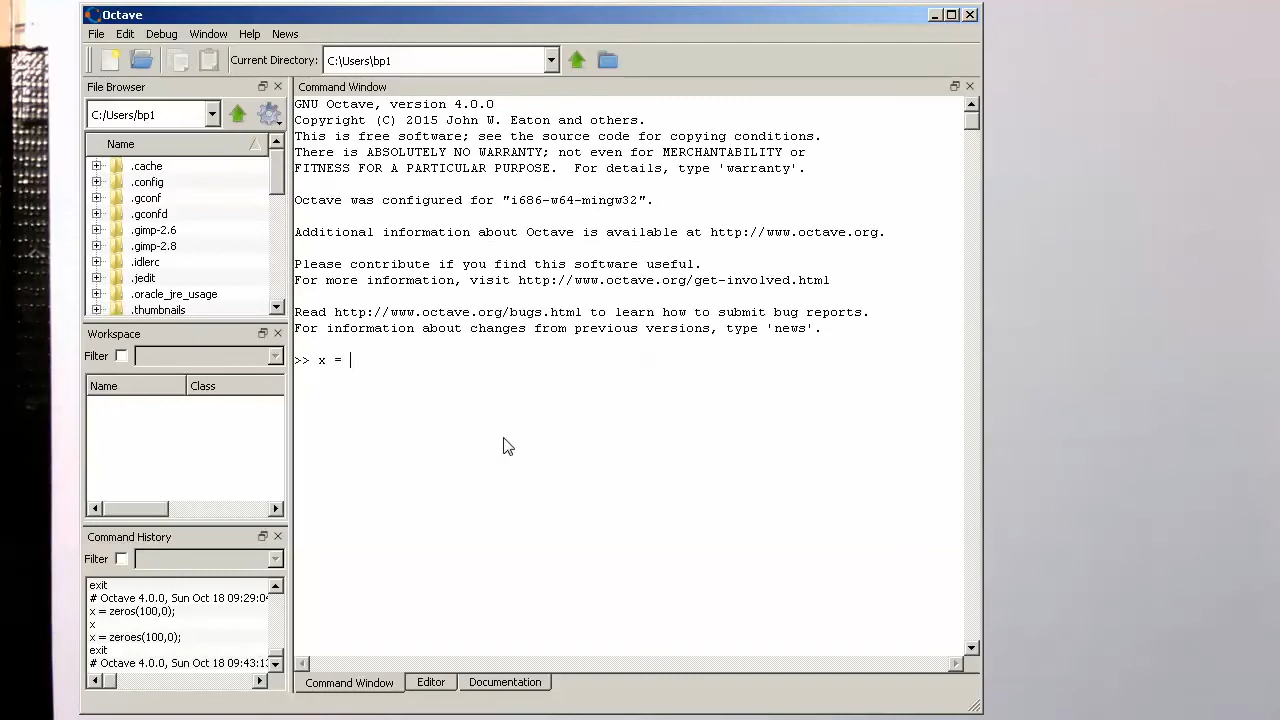 Octave
File Edit Debug Window Help News
Current Directory: C:\Users\bp1
File Browser
C:/Users/bp1
Name
.cache
.config
.gconf
.gconfd
.gimp-2.6
.gimp-2.8
.idlerc
.jedit
.oracle_jre_usage
.thumbnails
Workspace
Filter
Name Class
Command History
Filter
exit
# Octave 4.0.0, Sun Oct 18 09:29:04
x = zeros(100,0);
x
x = zeroes(100,0);
exit
# Octave 4.0.0, Sun Oct 18 09:43:13
Command Window
GNU Octave, version 4.0.0
Copyright (C) 2015 John W. Eaton and others.
This is free software; see the source code for copying conditions.
There is ABSOLUTELY NO WARRANTY; not even for MERCHANTABILITY or
FITNESS FOR A PARTICULAR PURPOSE.  For details, type 'warranty'.
Octave was configured for "i686-w64-mingw32".
Additional information about Octave is available at http://www.octave.org.
Please contribute if you find this software useful.
For more information, visit http://www.octave.org/get-involved.html
Read http://www.octave.org/bugs.html to learn how to submit bug reports.
For information about changes from previous versions, type 'news'.
>> x =
Command Window Editor Documentation